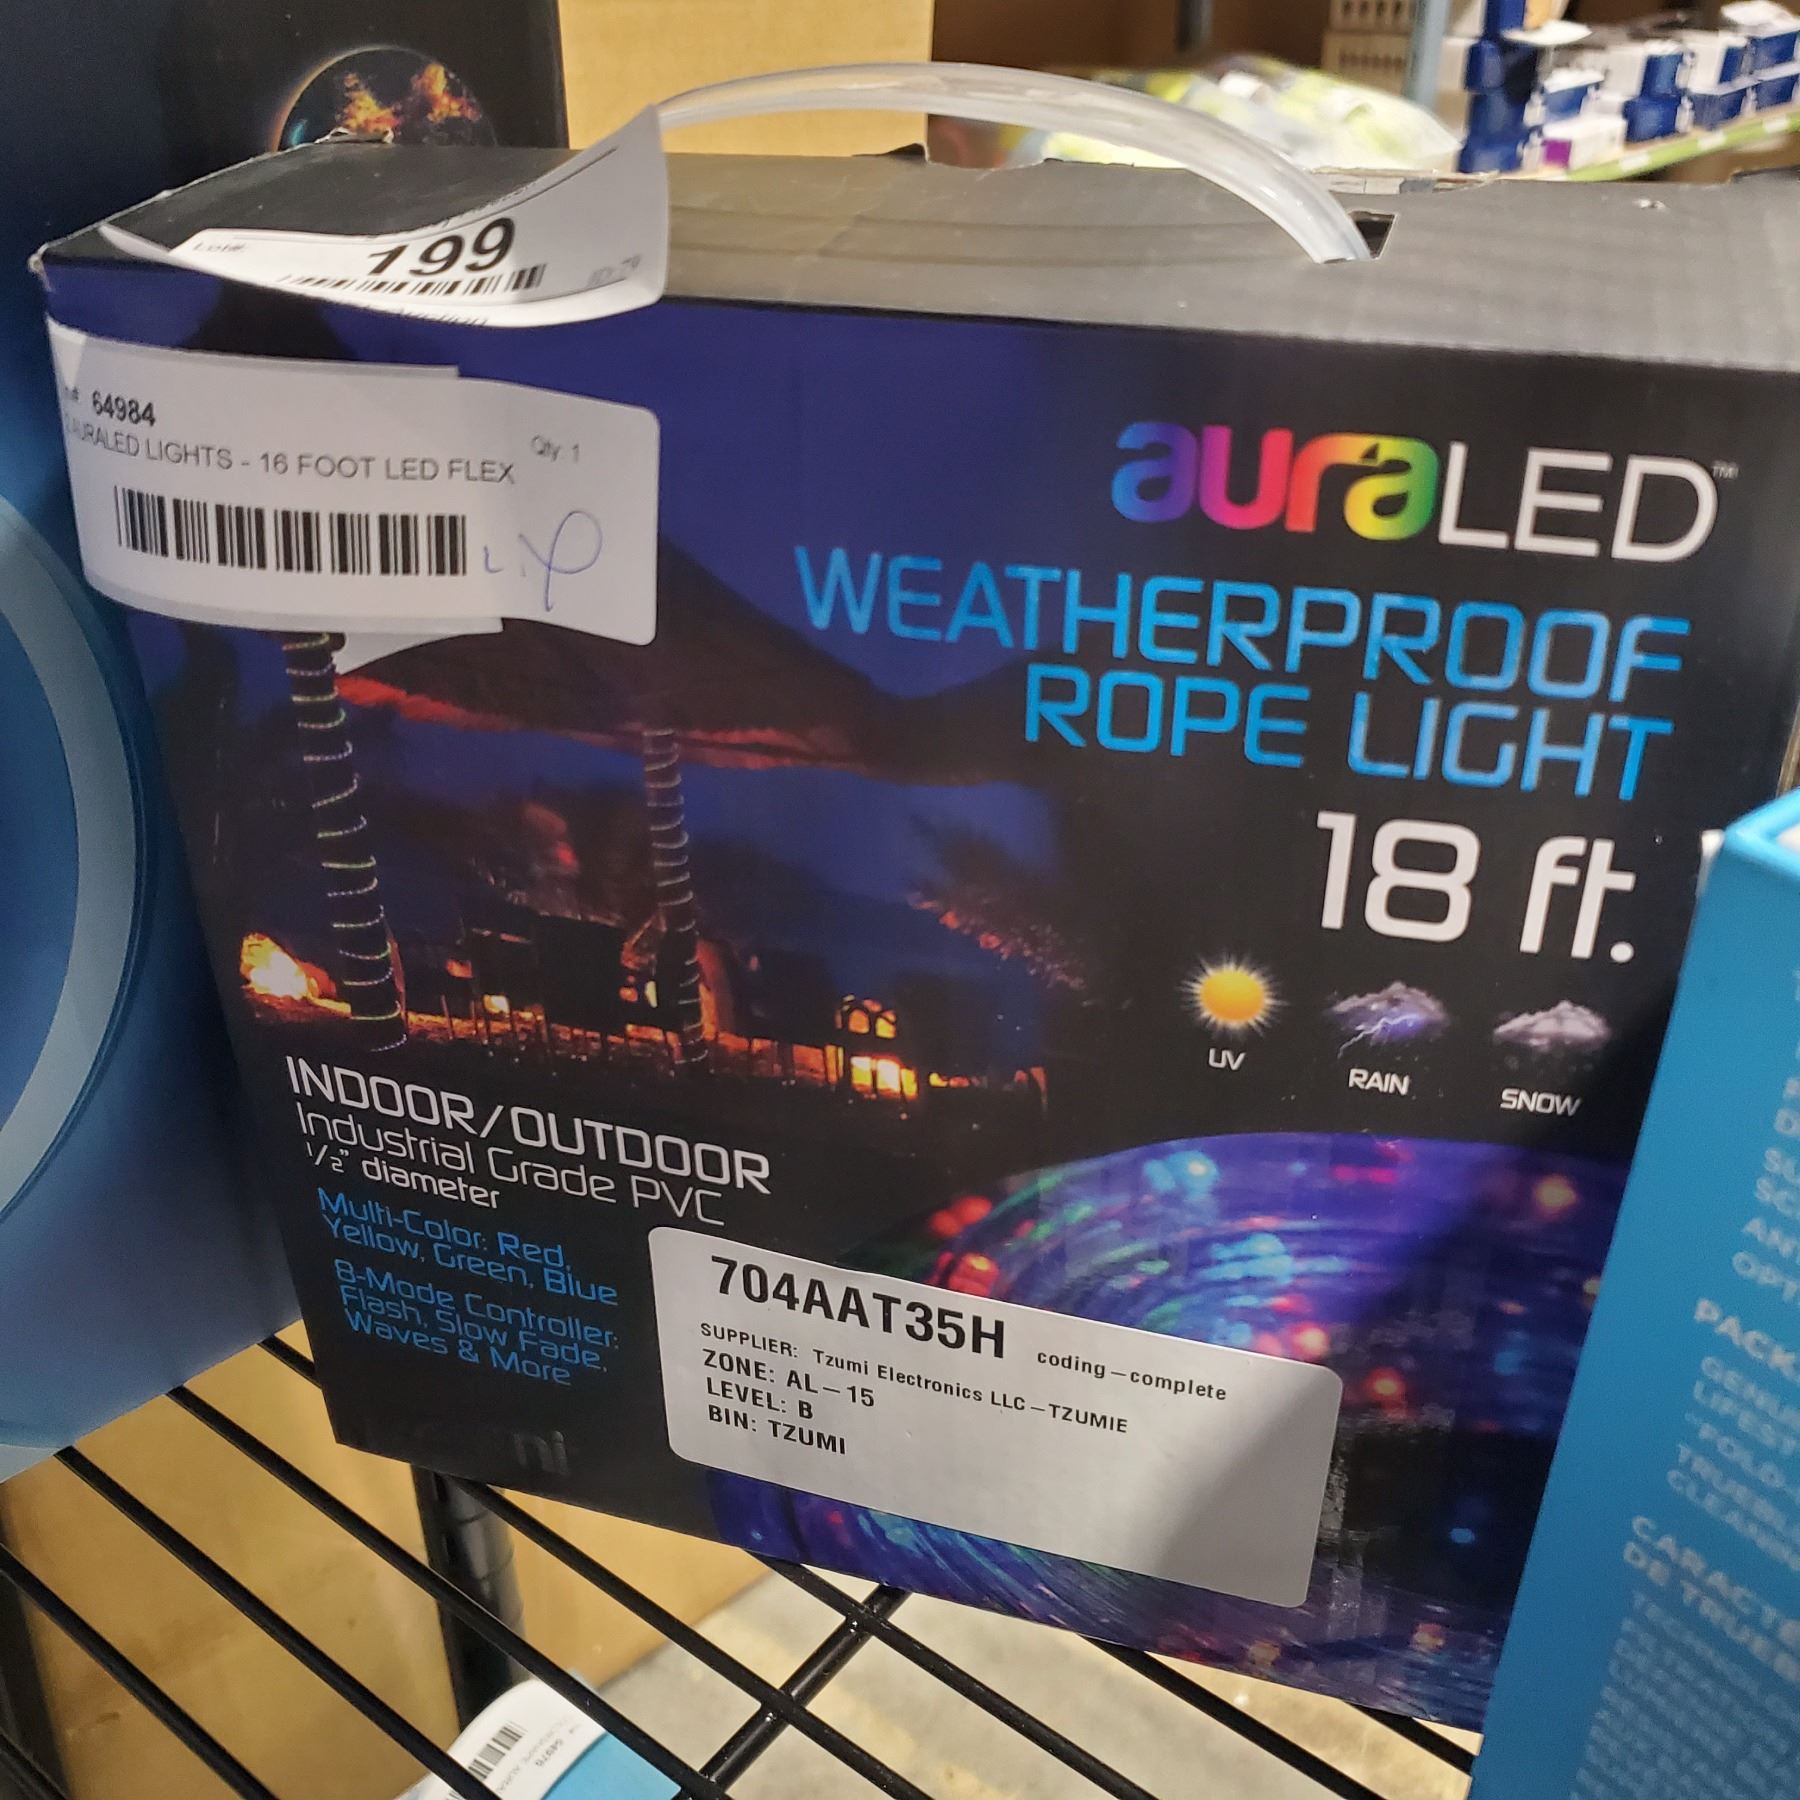 Lot#:
199
64984
AURALED LIGHTS - 16 FOOT LED FLEX
Qty: 1
auraLED™
WEATHERPROOF
ROPE LIGHT
18 ft.
UV
RAIN
SNOW
INDOOR/OUTDOOR
Industrial Grade PVC
1/2" diameter
Multi-Color: Red,
Yellow, Green, Blue
8-Mode Controller:
Flash, Slow Fade,
Waves & More
704AAT35H coding-complete
SUPPLIER: Tzumi Electronics LLC-TZUMIE
ZONE: AL-15
LEVEL: B
BIN: TZUMI